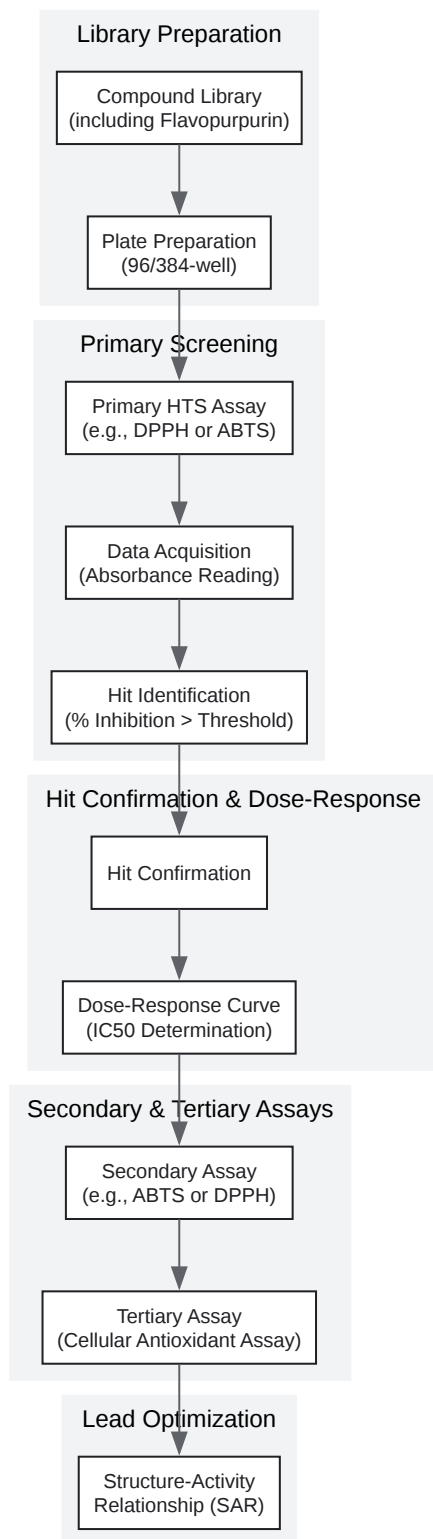 Library Preparation
Compound Library
(including Flavopurpurin)
Plate Preparation
(96/384-well)
Primary Screening
Primary HTS Assay
(e.g., DPPH or ABTS)
Data Acquisition
(Absorbance Reading)
Hit Identification
(% Inhibition > Threshold)
Hit Confirmation & Dose-Response
Hit Confirmation
Dose-Response Curve
(IC50 Determination)
Secondary & Tertiary Assays
Secondary Assay
(e.g., ABTS or DPPH)
Tertiary Assay
(Cellular Antioxidant Assay)
Lead Optimization
Structure-Activity
Relationship (SAR)